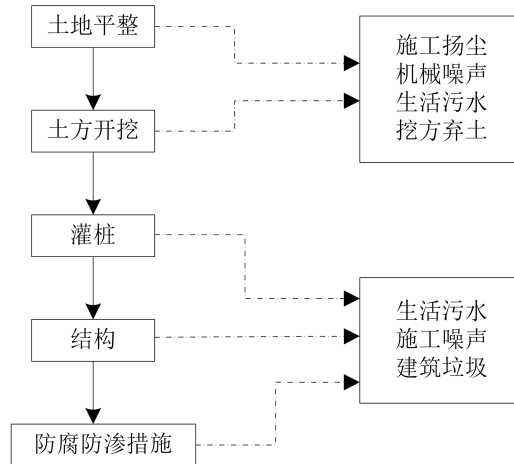 土地平整
土方开挖
灌桩
结构
防腐防渗措施
施工扬尘
机械噪声
生活污水
挖方弃土
生活污水
施工噪声
建筑垃圾